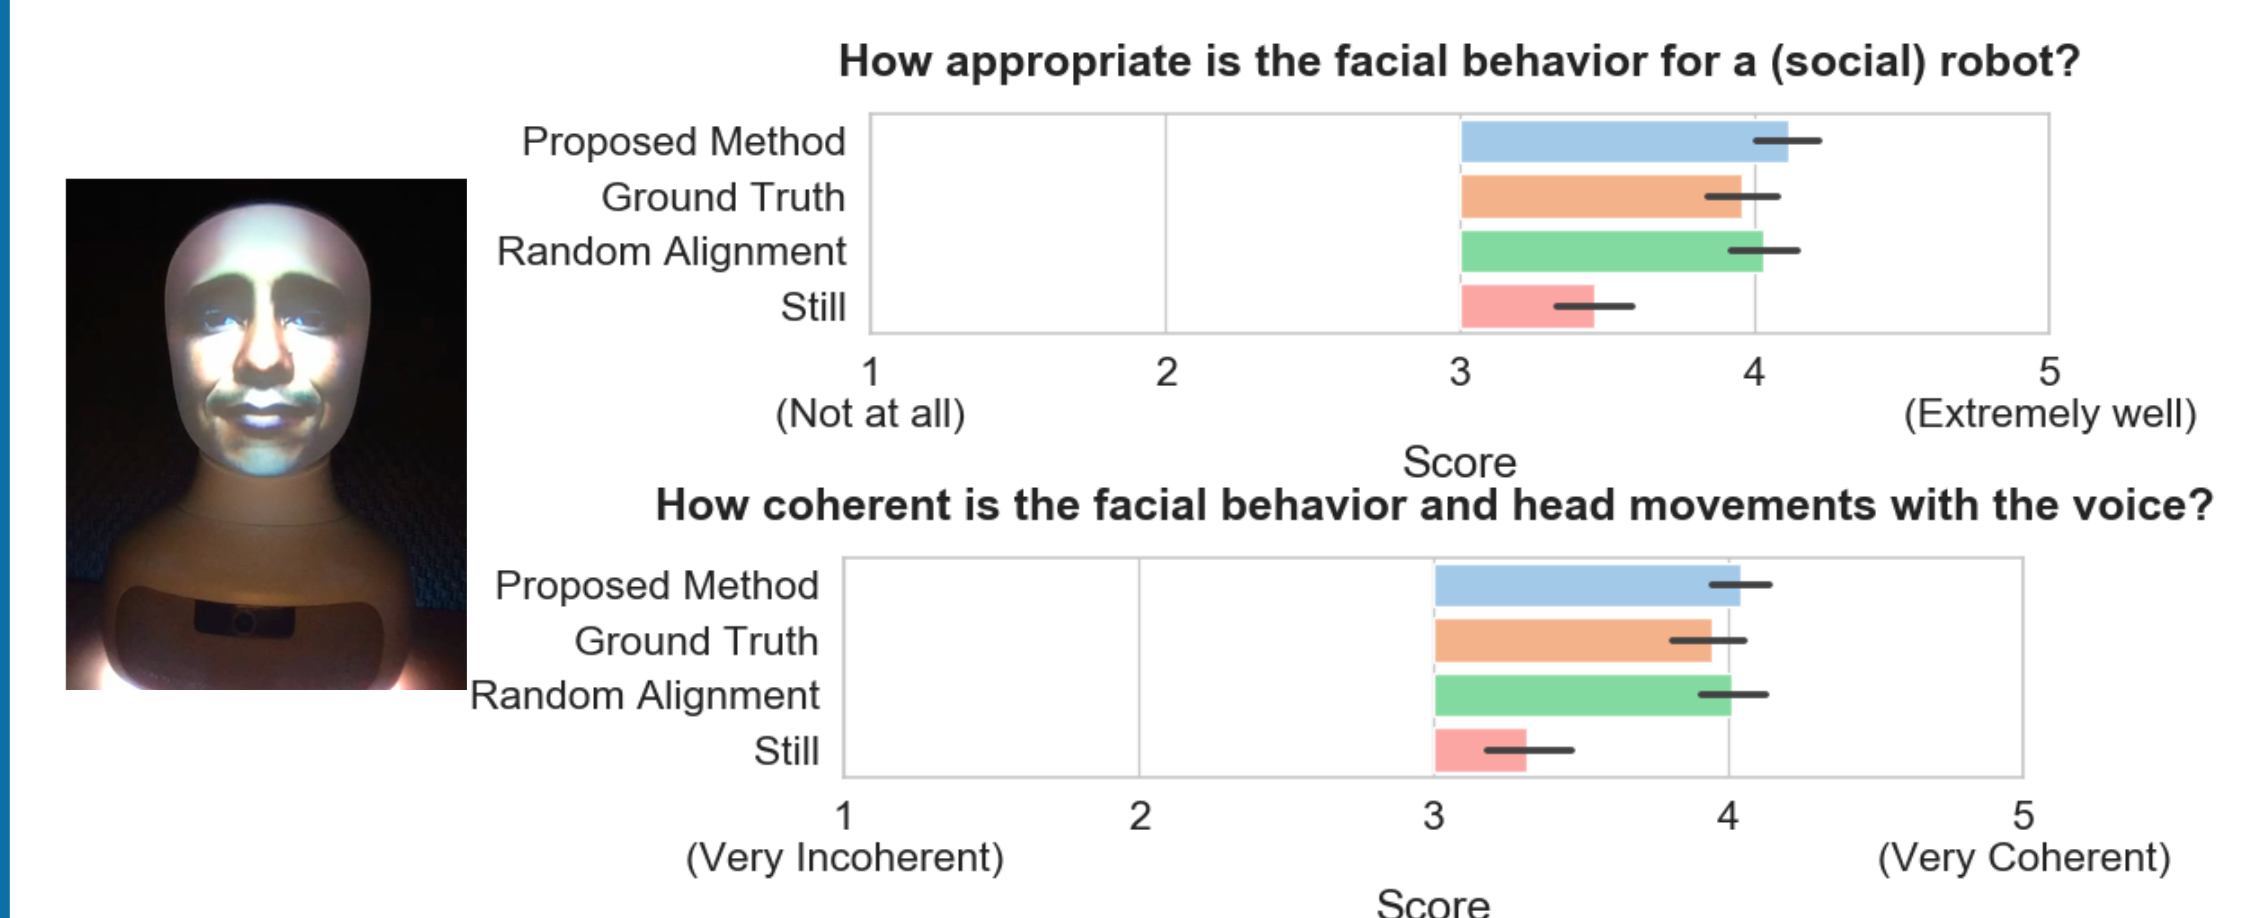 How appropriate is the facial behavior for a (social) robot?
Proposed Method
Ground Truth
Random Alignment
Still
1 2 3 4 5
(Not at all) (Extremely well)
Score
How coherent is the facial behavior and head movements with the voice?
Proposed Method
Ground Truth
Random Alignment
Still
1 2 3 4 5
(Very Incoherent) (Very Coherent)
Score